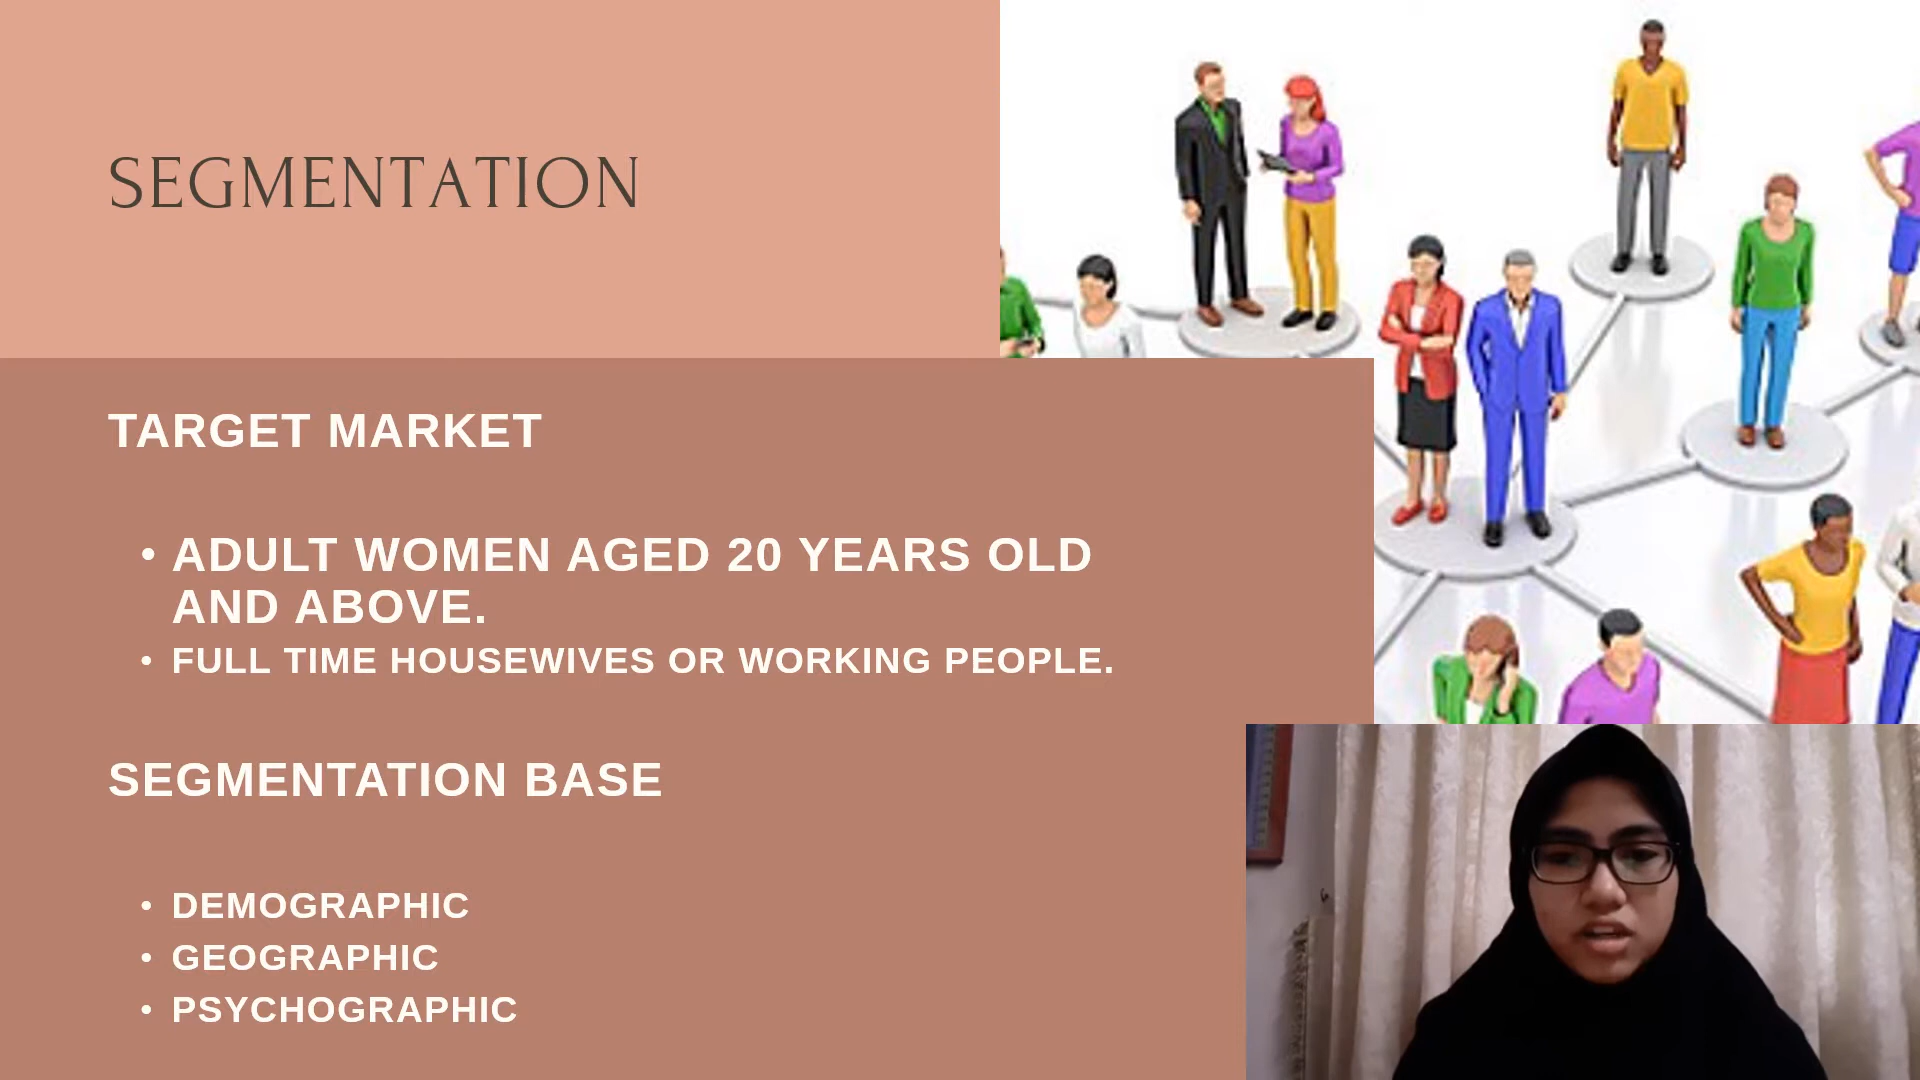 SEGMENTATION
TARGET MARKET
• ADULT WOMEN AGED 20 YEARS OLD
AND ABOVE.
• FULL TIME HOUSEWIVES OR WORKING PEOPLE.
SEGMENTATION BASE
• DEMOGRAPHIC
• GEOGRAPHIC
• PSYCHOGRAPHIC